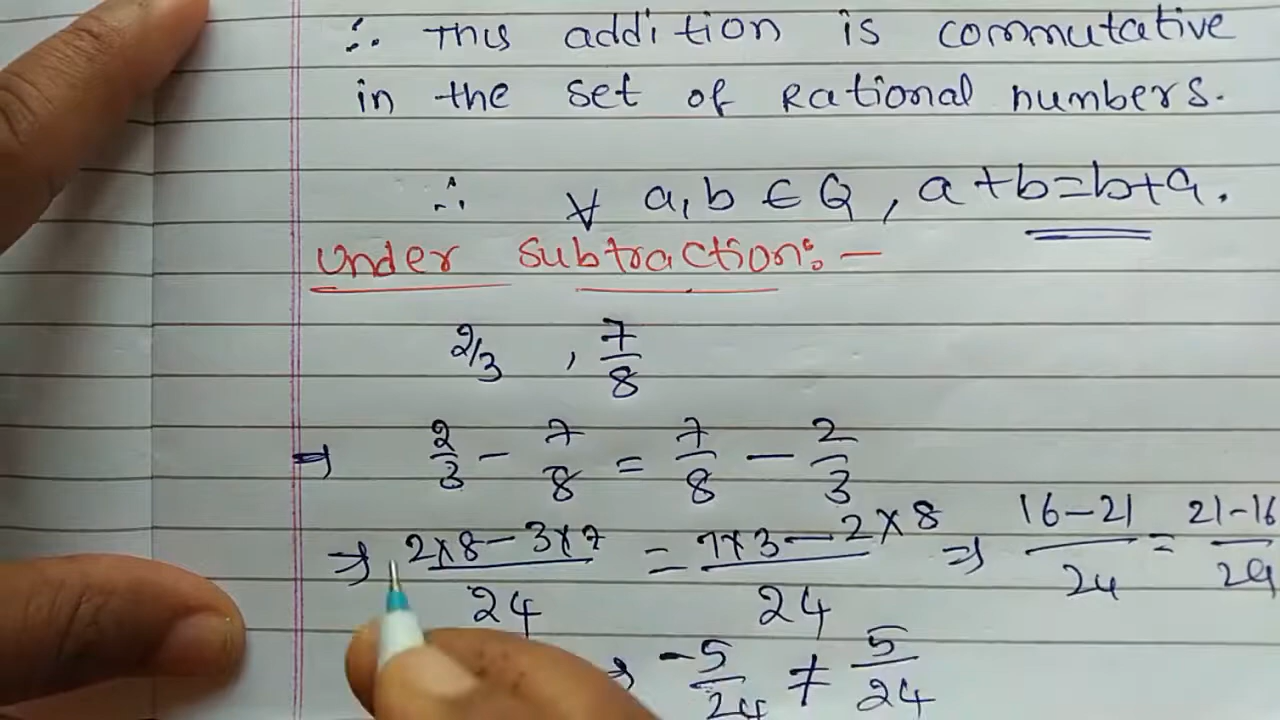 ∴ This addition is commutative
in the set of Rational numbers.
∴ ∀ a, b ∈ Q, a+b=b+a.
Under Subtraction:-
2/3 , 7/8
⇒ 2/3 - 7/8 = 7/8 - 2/3
⇒ (2×8-3×7)/24 = (7×3-2×8)/24 ⇒ (16-21)/24 = (21-16)/24
⇒ -5/24 ≠ 5/24